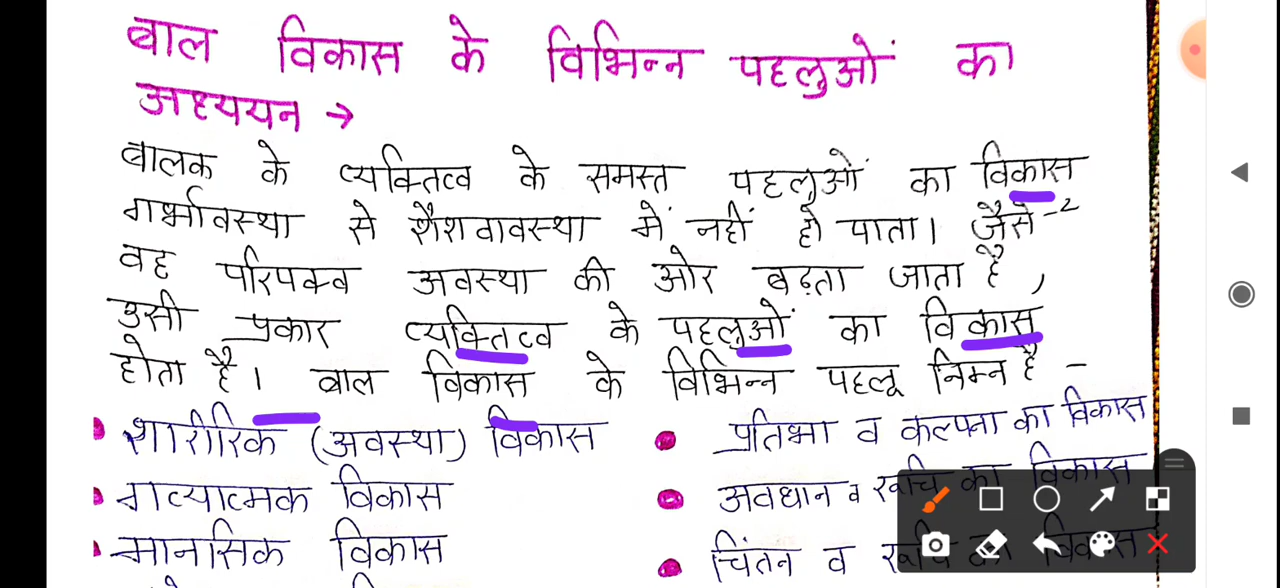 बाल विकास के विभिन्न पहलुओं का
अध्ययन →
बालक के व्यक्तित्व के समस्त पहलुओं का विकास
गर्भावस्था से शैशवावस्था में नहीं हो पाता। जैसे-2
वह परिपक्व अवस्था की ओर बढ़ता जाता है,
उसी प्रकार व्यक्तित्व के पहलुओं का विकास
होता है। बाल विकास के विभिन्न पहलू निम्न है -
शारीरिक (अवस्था) विकास
गत्यात्मक विकास
मानसिक विकास
प्रतिभा व कल्पना का विकास
अवधान व रूचि का विकास
चिंतन व का विकास